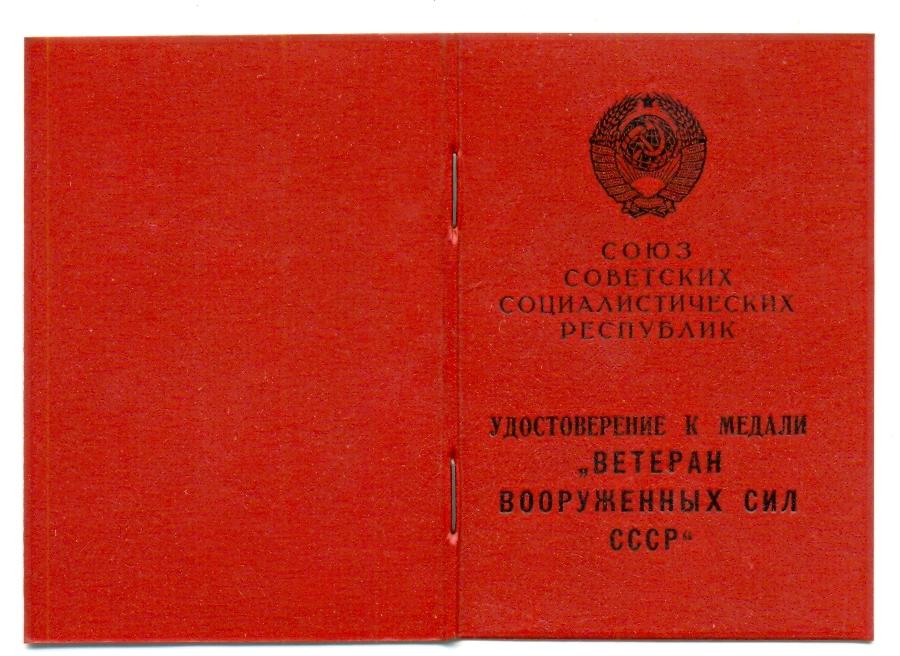 СОЮЗ
СОВЕТСКИХ
СОЦИАЛИСТИЧЕСКИХ
РЕСПУБЛИК
УДОСТОВЕРЕНИЕ К МЕДАЛИ
„ВЕТЕРАН
ВООРУЖЕННЫХ СИЛ
СССР“